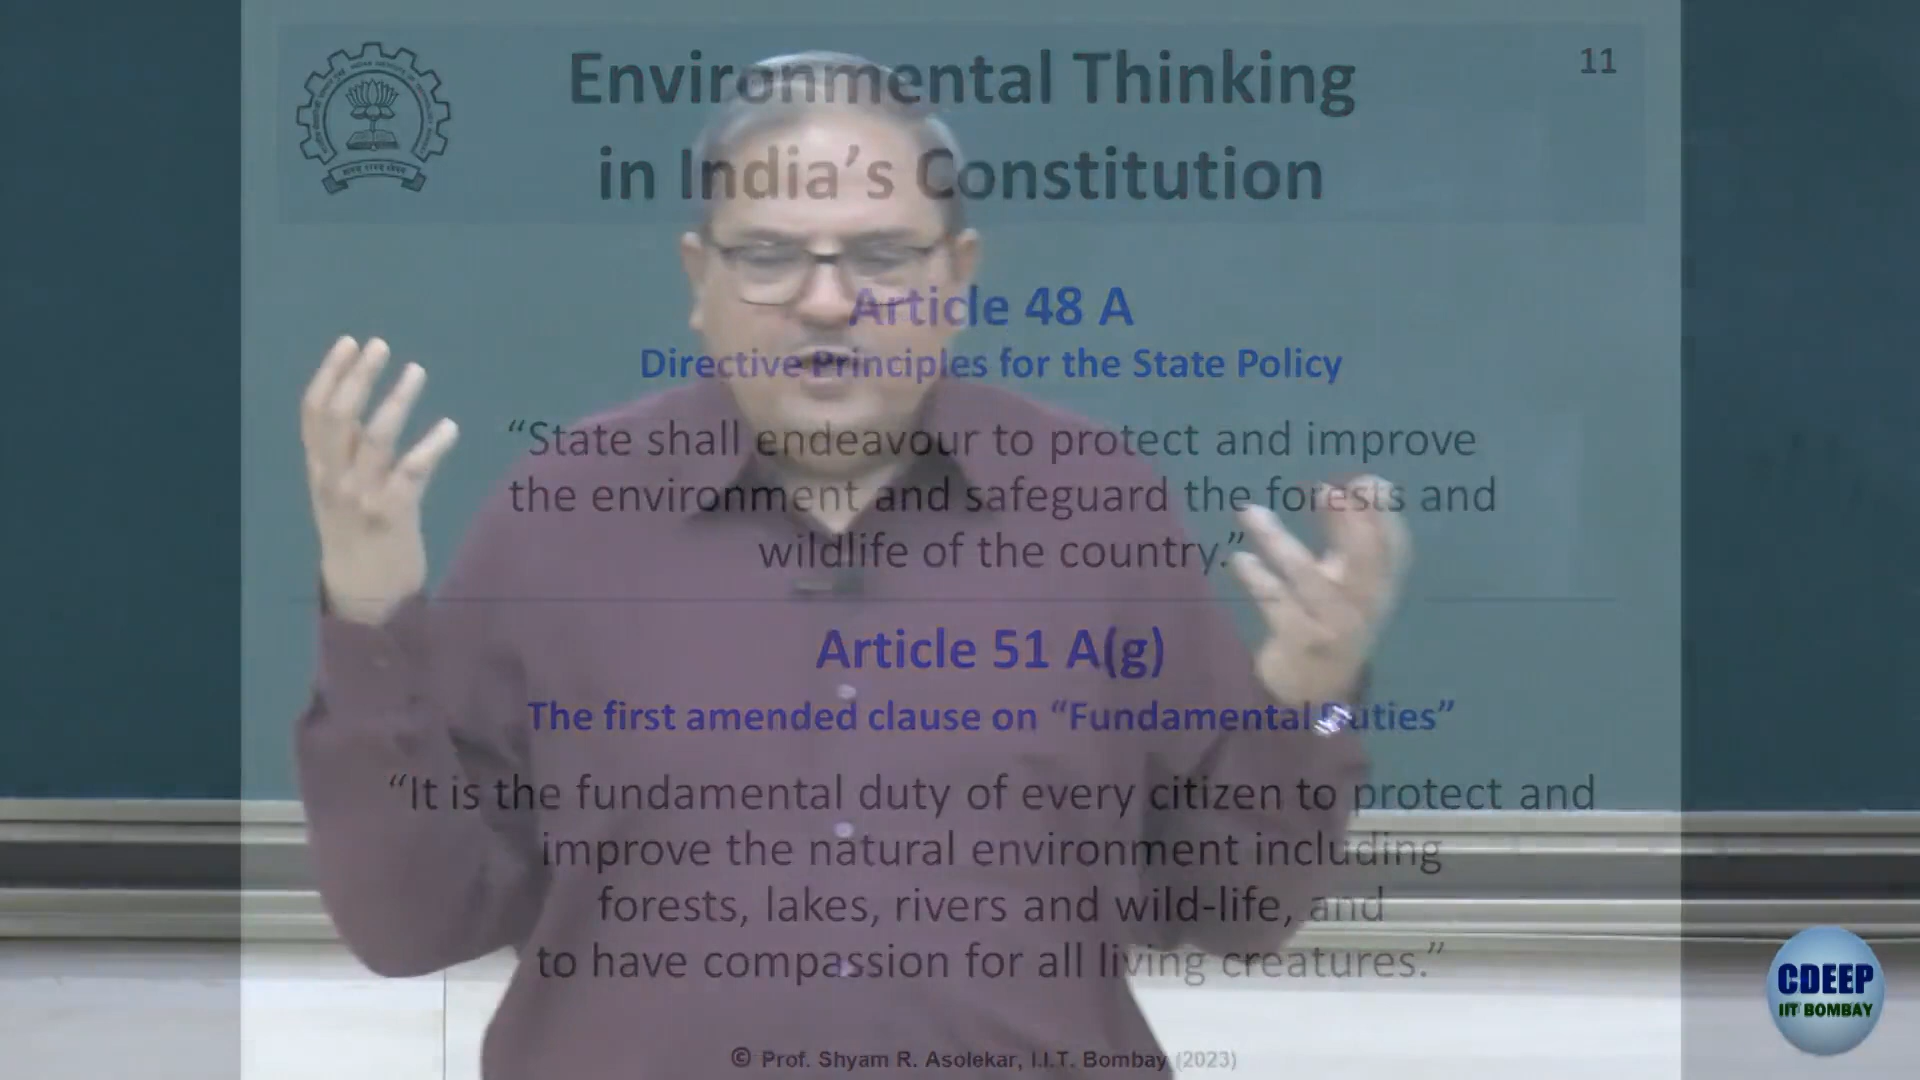 Environmental Thinking
in India’s Constitution
11
Article 48 A
Directive Principles for the State Policy
“State shall endeavour to protect and improve
the environment and safeguard the forests and
wildlife of the country.”
Article 51 A(g)
The first amended clause on “Fundamental Duties”
“It is the fundamental duty of every citizen to protect and
improve the natural environment including
forests, lakes, rivers and wild-life, and
to have compassion for all living creatures.”
© Prof. Shyam R. Asolekar, I.I.T. Bombay (2023)
CDEEP
IIT BOMBAY